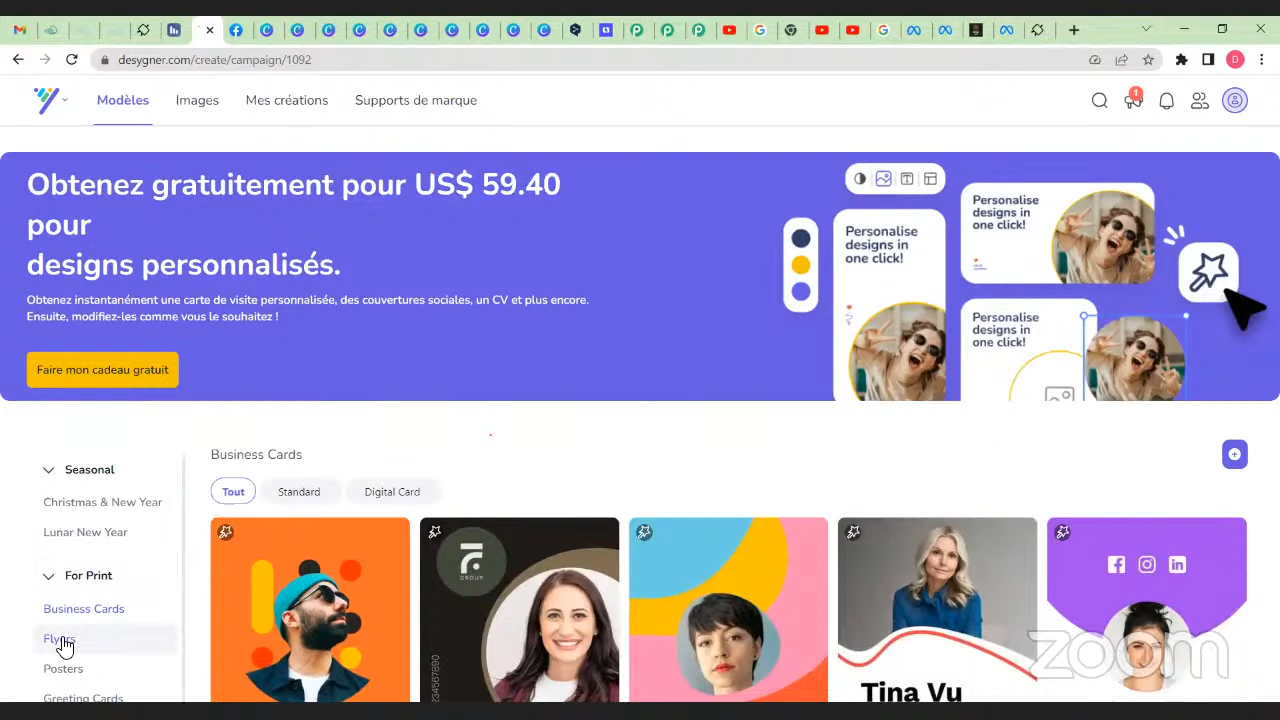 desygner.com/create/campaign/1092
D
Modèles
Images
Mes créations
Supports de marque
1
Obtenez gratuitement pour US$ 59.40
pour
designs personnalisés.
Obtenez instantanément une carte de visite personnalisée, des couvertures sociales, un CV et plus encore.
Ensuite, modifiez-les comme vous le souhaitez !
Faire mon cadeau gratuit
Personalise
designs in
one click!
Personalise
designs in
one click!
Personalise
designs in
one click!
Seasonal
Christmas & New Year
Lunar New Year
For Print
Business Cards
Flyers
Posters
Greeting Cards
Business Cards
Tout
Standard
Digital Card
GROUP
234567890
Tina Vu
zoom